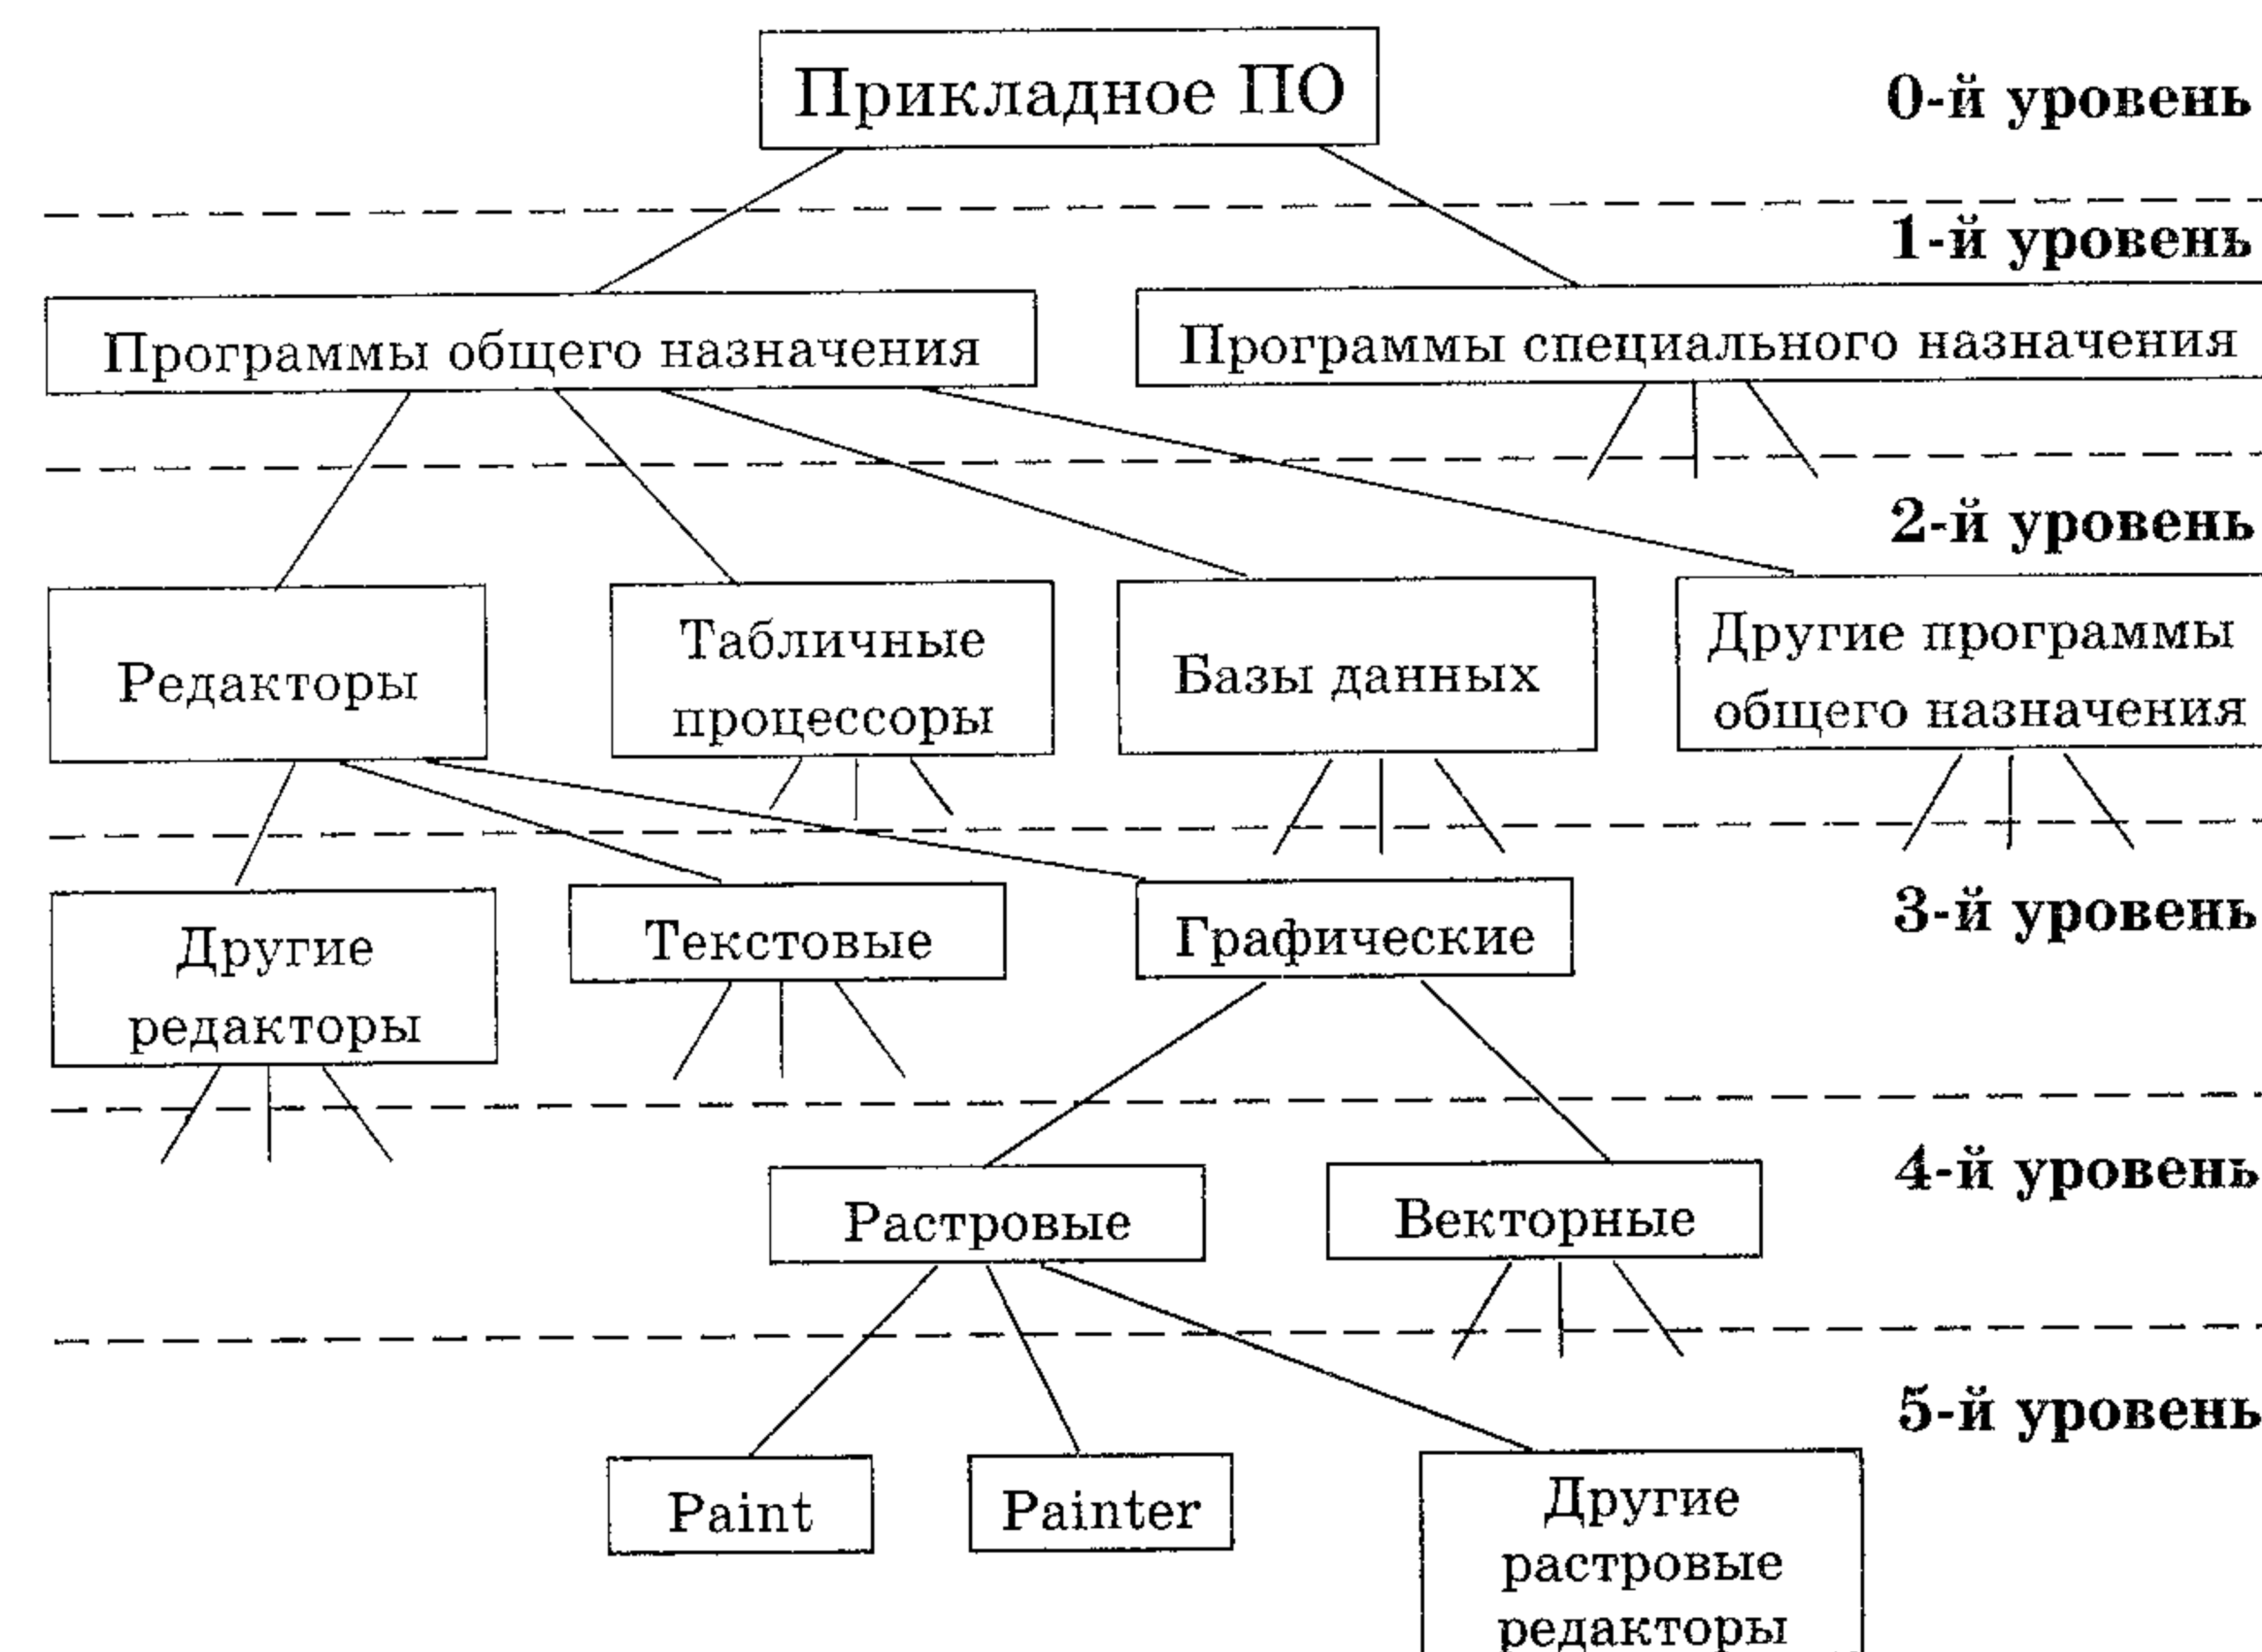 Прикладное ПО
0-й уровень
1-й уровень
Программы общего назначения
Программы специального назначения
2-й уровень
Редакторы
Табличные
процессоры
Базы данных
Другие программы
общего назначения
3-й уровень
Другие
редакторы
Текстовые
Графические
4-й уровень
Растровые
Векторные
5-й уровень
Paint
Painter
Другие
растровые
редакторы